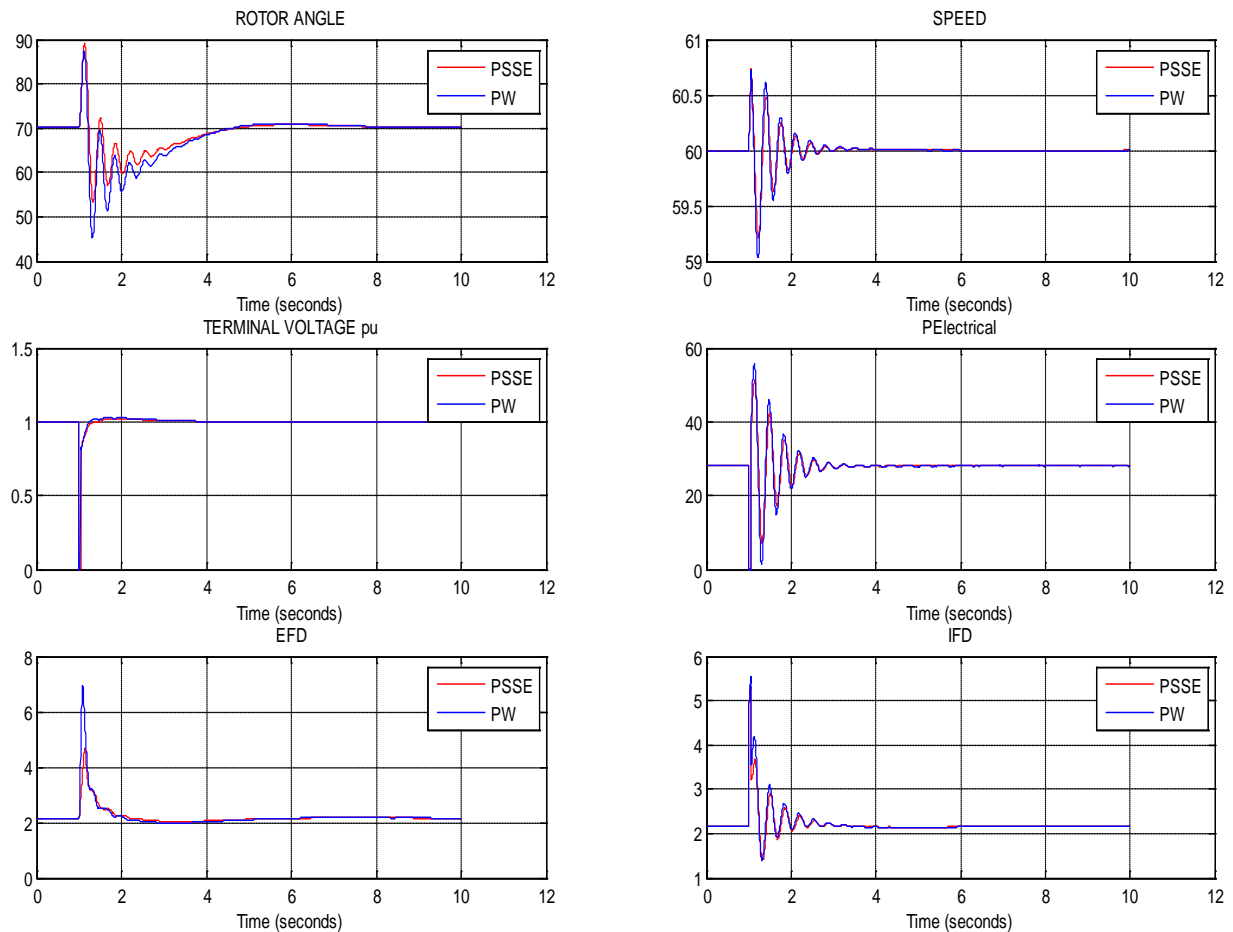 ROTOR ANGLE
90
80
70
60
50
40
0 2 4 6 8 10 12
Time (seconds)
PSSE
PW
SPEED
61
60.5
60
59.5
59
0 2 4 6 8 10 12
Time (seconds)
PSSE
PW
TERMINAL VOLTAGE pu
1.5
1
0.5
0
0 2 4 6 8 10 12
Time (seconds)
PSSE
PW
PElectrical
60
40
20
0
0 2 4 6 8 10 12
Time (seconds)
PSSE
PW
EFD
8
6
4
2
0
0 2 4 6 8 10 12
Time (seconds)
PSSE
PW
IFD
6
5
4
3
2
1
0 2 4 6 8 10 12
Time (seconds)
PSSE
PW